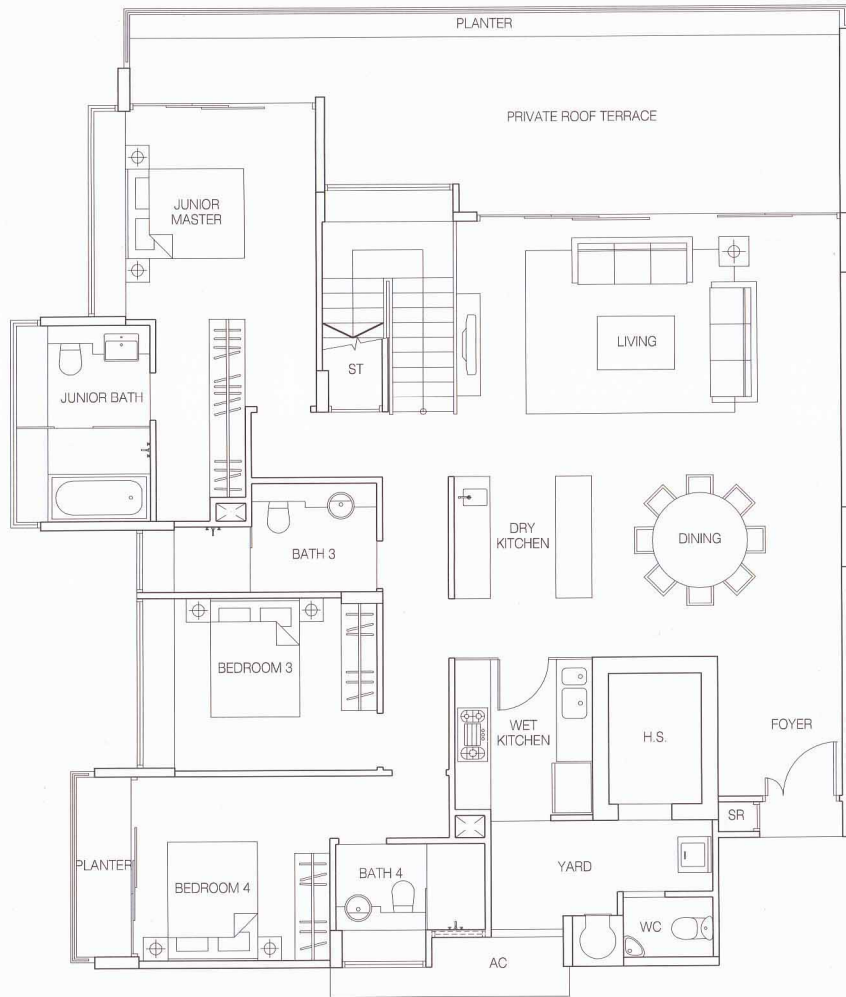 PLANTER
PRIVATE ROOF TERRACE
JUNIOR
MASTER
LIVING
ST
JUNIOR BATH
DRY
KITCHEN
DINING
BATH 3
BEDROOM 3
WET
KITCHEN
H.S.
FOYER
SR
PLANTER
BEDROOM 4
BATH 4
YARD
WC
AC